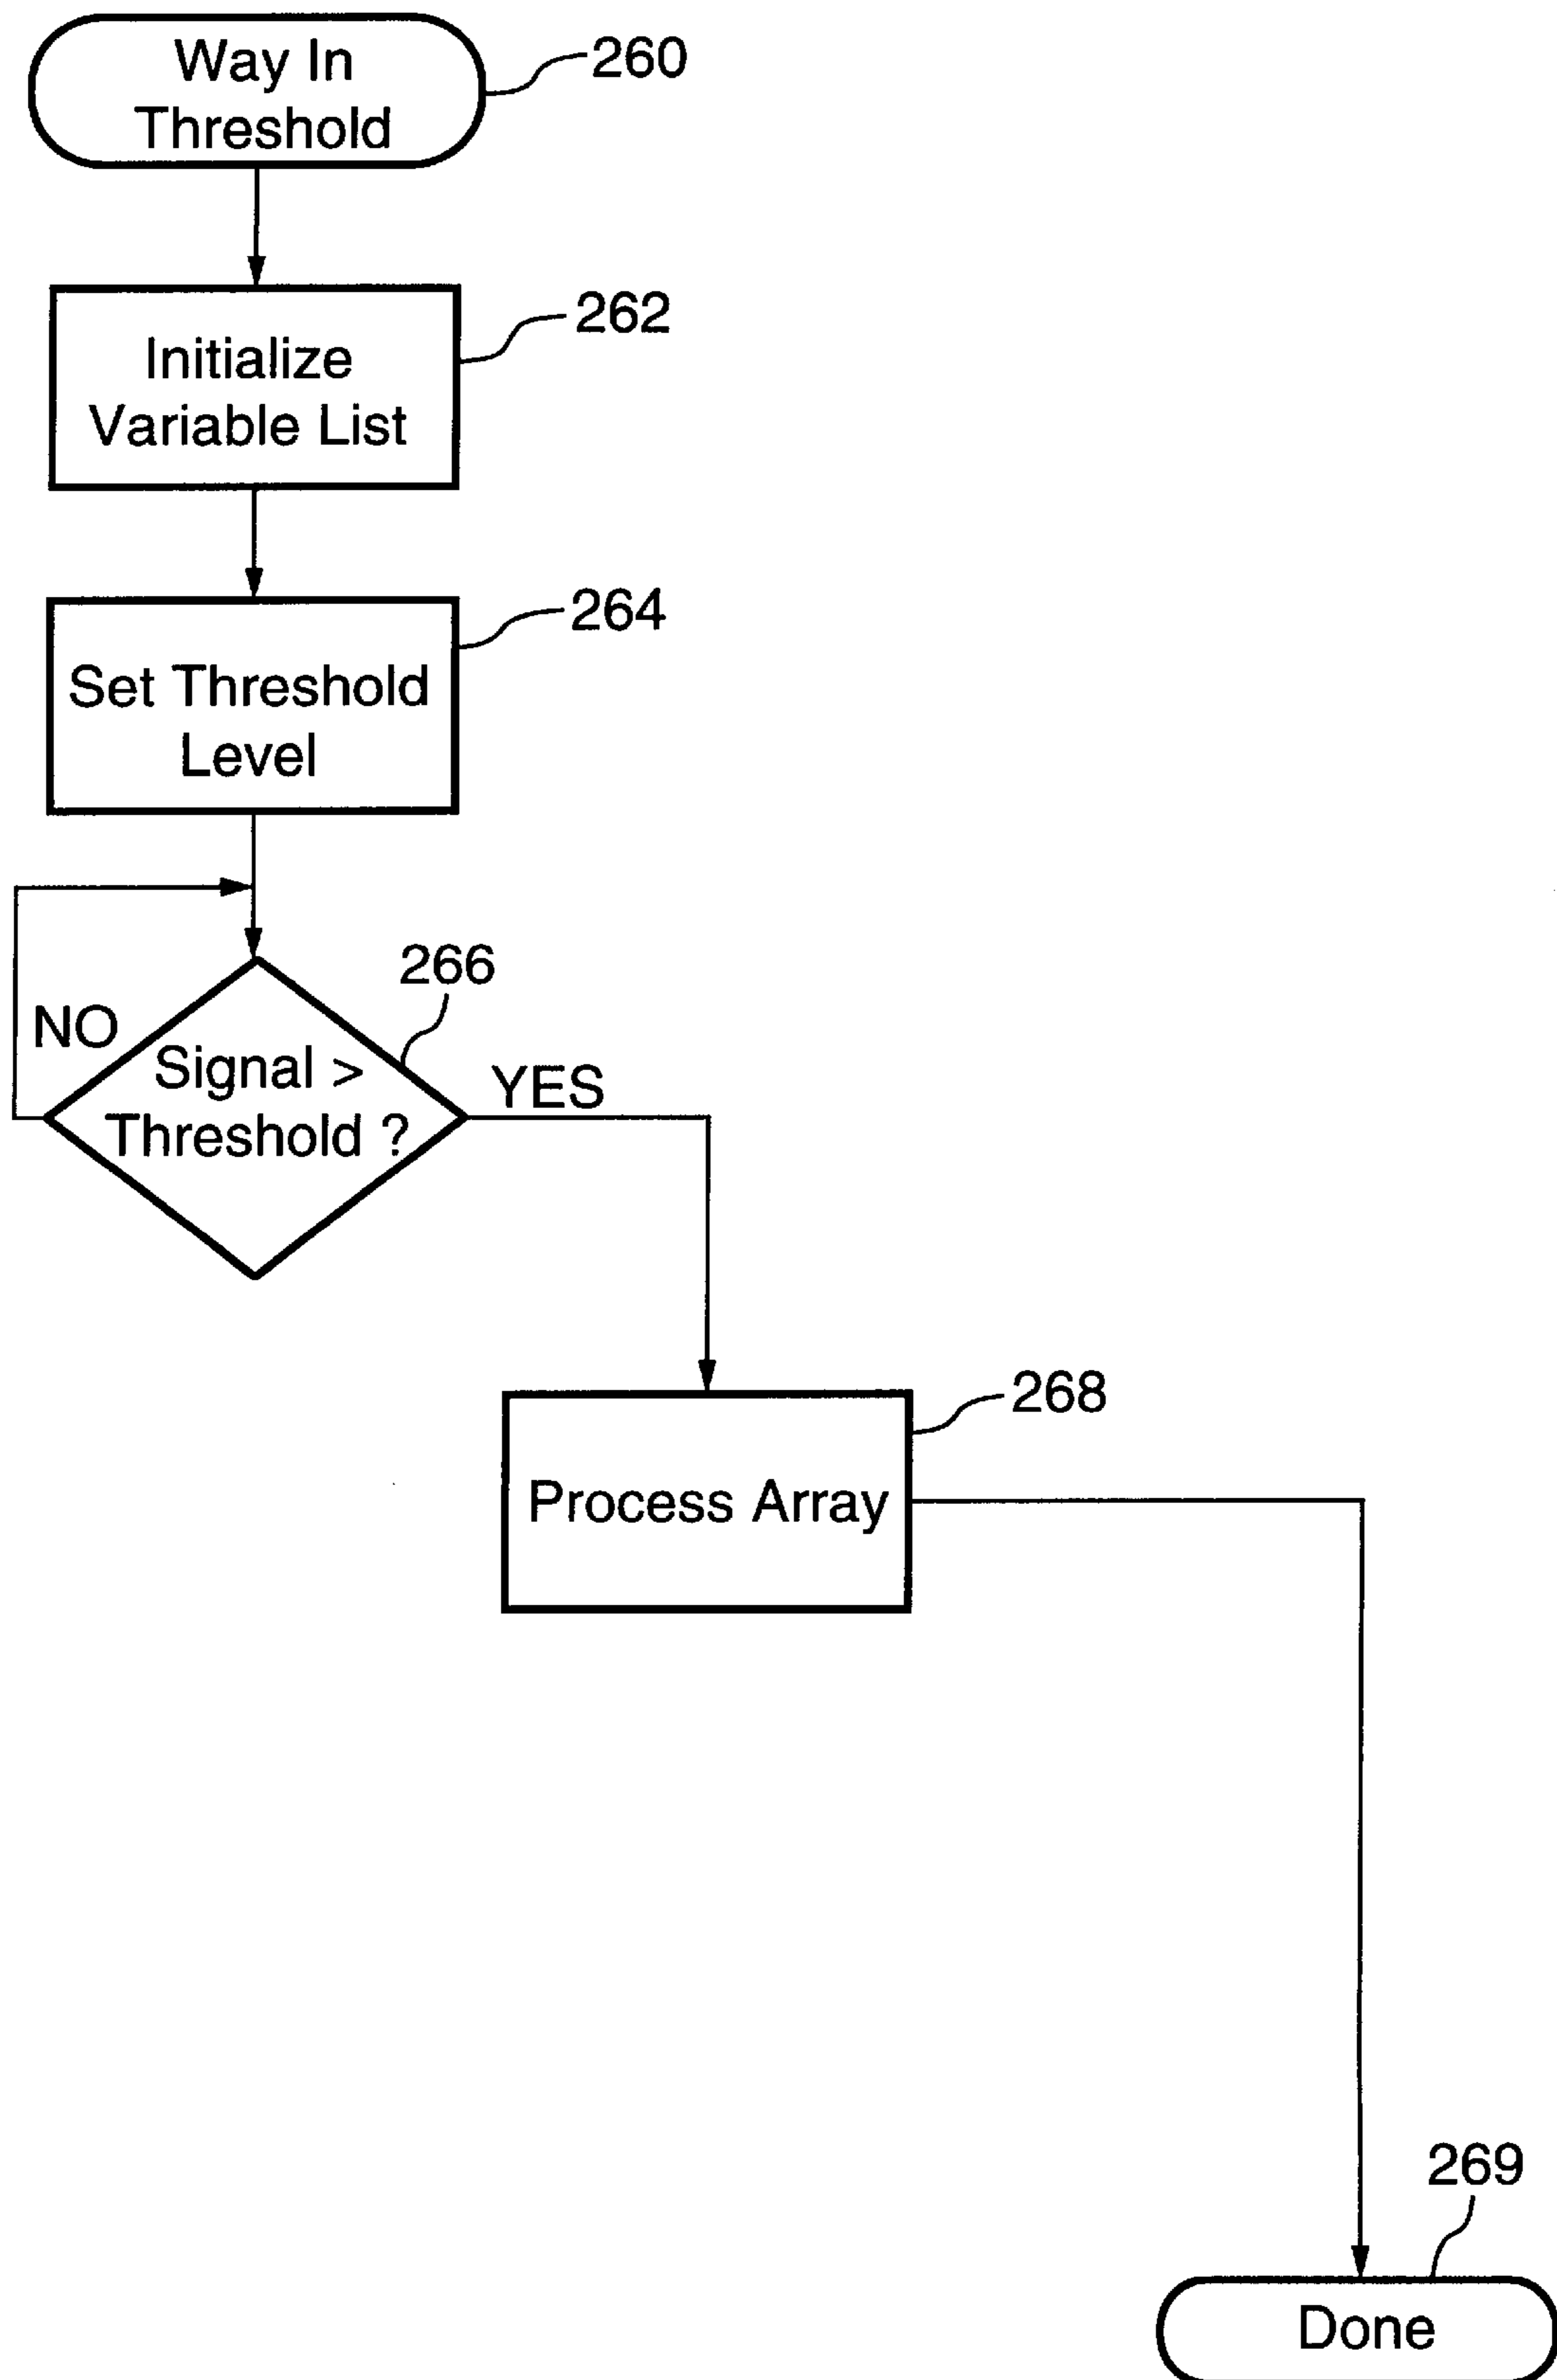 Way In
Threshold
260
Initialize
Variable List
262
Set Threshold
Level
264
266
NO
Signal >
Threshold ?
YES
268
Process Array
269
Done